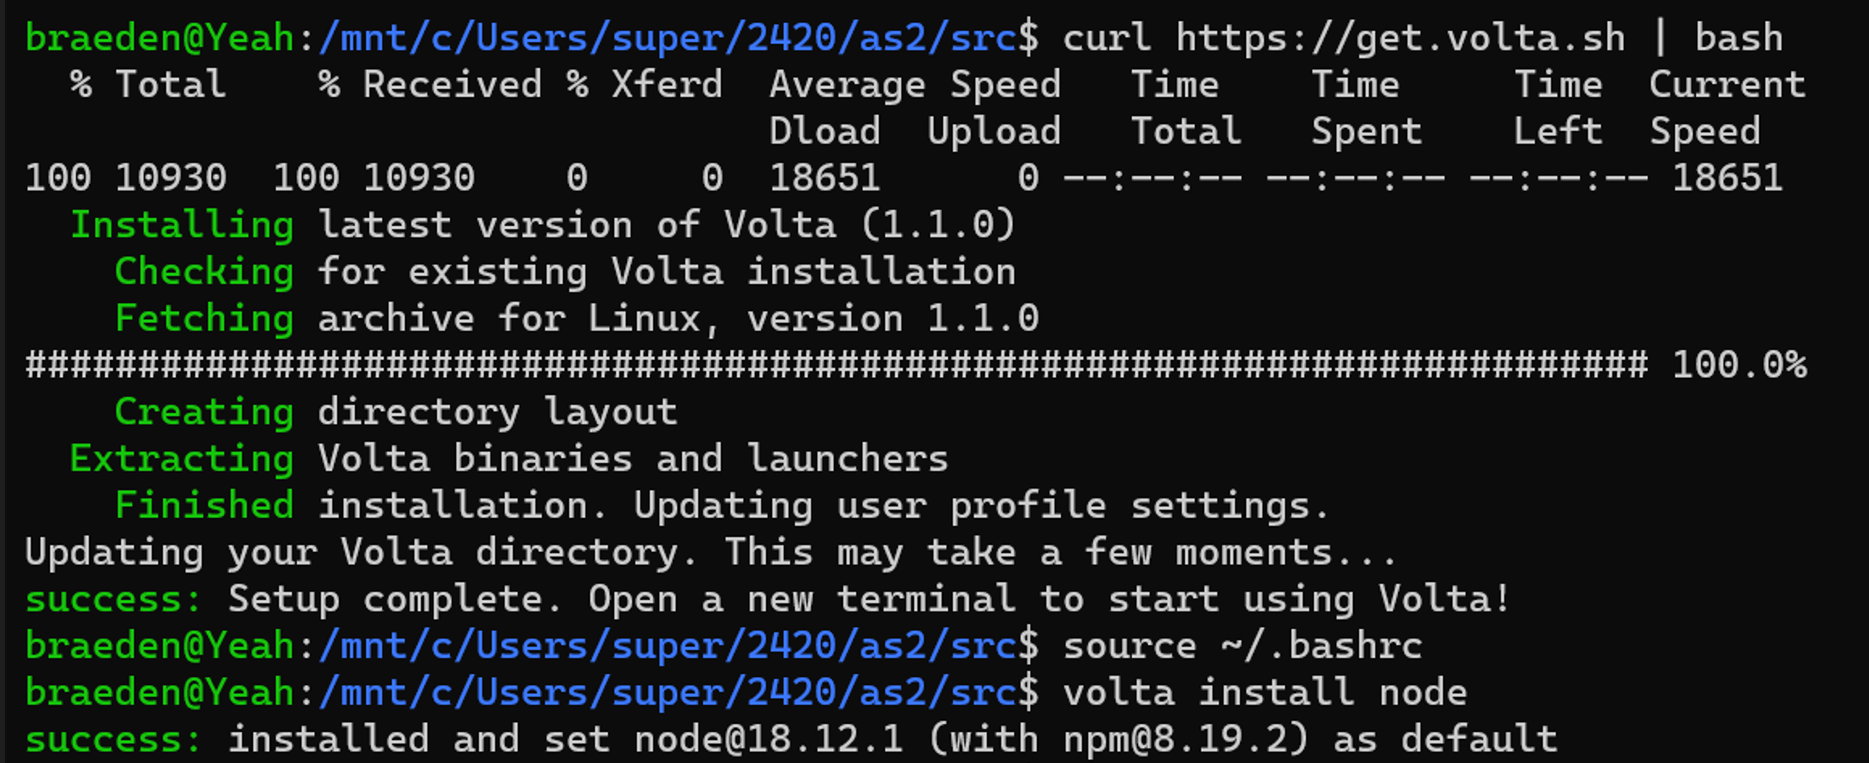 braeden@Yeah:/mnt/c/Users/super/2420/as2/src$ curl https://get.volta.sh | bash
  % Total    % Received % Xferd  Average Speed   Time    Time     Time  Current
                                 Dload  Upload   Total   Spent    Left  Speed
100 10930  100 10930    0     0  18651      0 --:--:-- --:--:-- --:--:-- 18651
  Installing latest version of Volta (1.1.0)
    Checking for existing Volta installation
    Fetching archive for Linux, version 1.1.0
######################################################################## 100.0%
    Creating directory layout
  Extracting Volta binaries and launchers
    Finished installation. Updating user profile settings.
Updating your Volta directory. This may take a few moments...
success: Setup complete. Open a new terminal to start using Volta!
braeden@Yeah:/mnt/c/Users/super/2420/as2/src$ source ~/.bashrc
braeden@Yeah:/mnt/c/Users/super/2420/as2/src$ volta install node
success: installed and set node@18.12.1 (with npm@8.19.2) as default